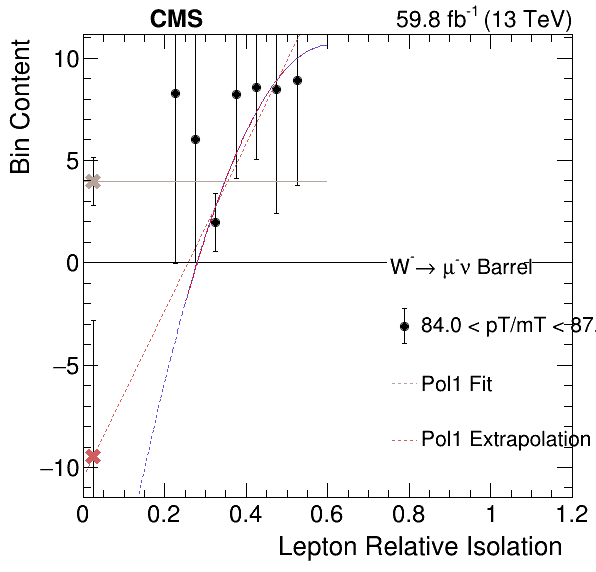 CMS 59.8 fb⁻¹ (13 TeV)
Bin Content
10
5
0
−5
−10
W⁻→ μ⁻ν Barrel
84.0 < pT/mT < 87.
Pol1 Fit
Pol1 Extrapolation
0 0.2 0.4 0.6 0.8 1 1.2
Lepton Relative Isolation